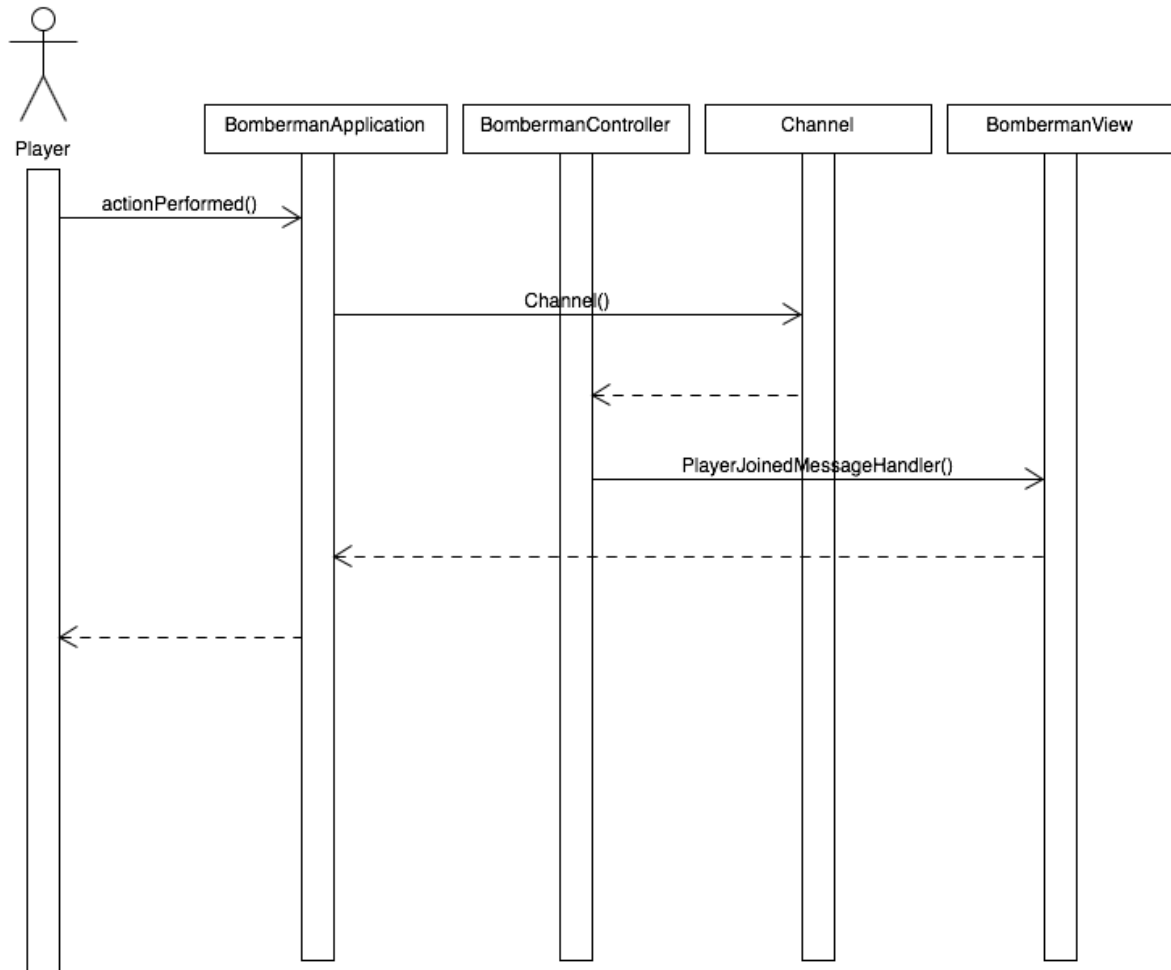 Player
BombermanApplication
BombermanController
Channel
BombermanView
actionPerformed()
Channel()
PlayerJoinedMessageHandler()